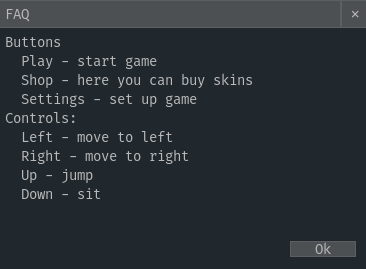 FAQ ×
Buttons
Play - start game
Shop - here you can buy skins
Settings - set up game
Controls:
Left - move to left
Right - move to right
Up - jump
Down - sit
Ok